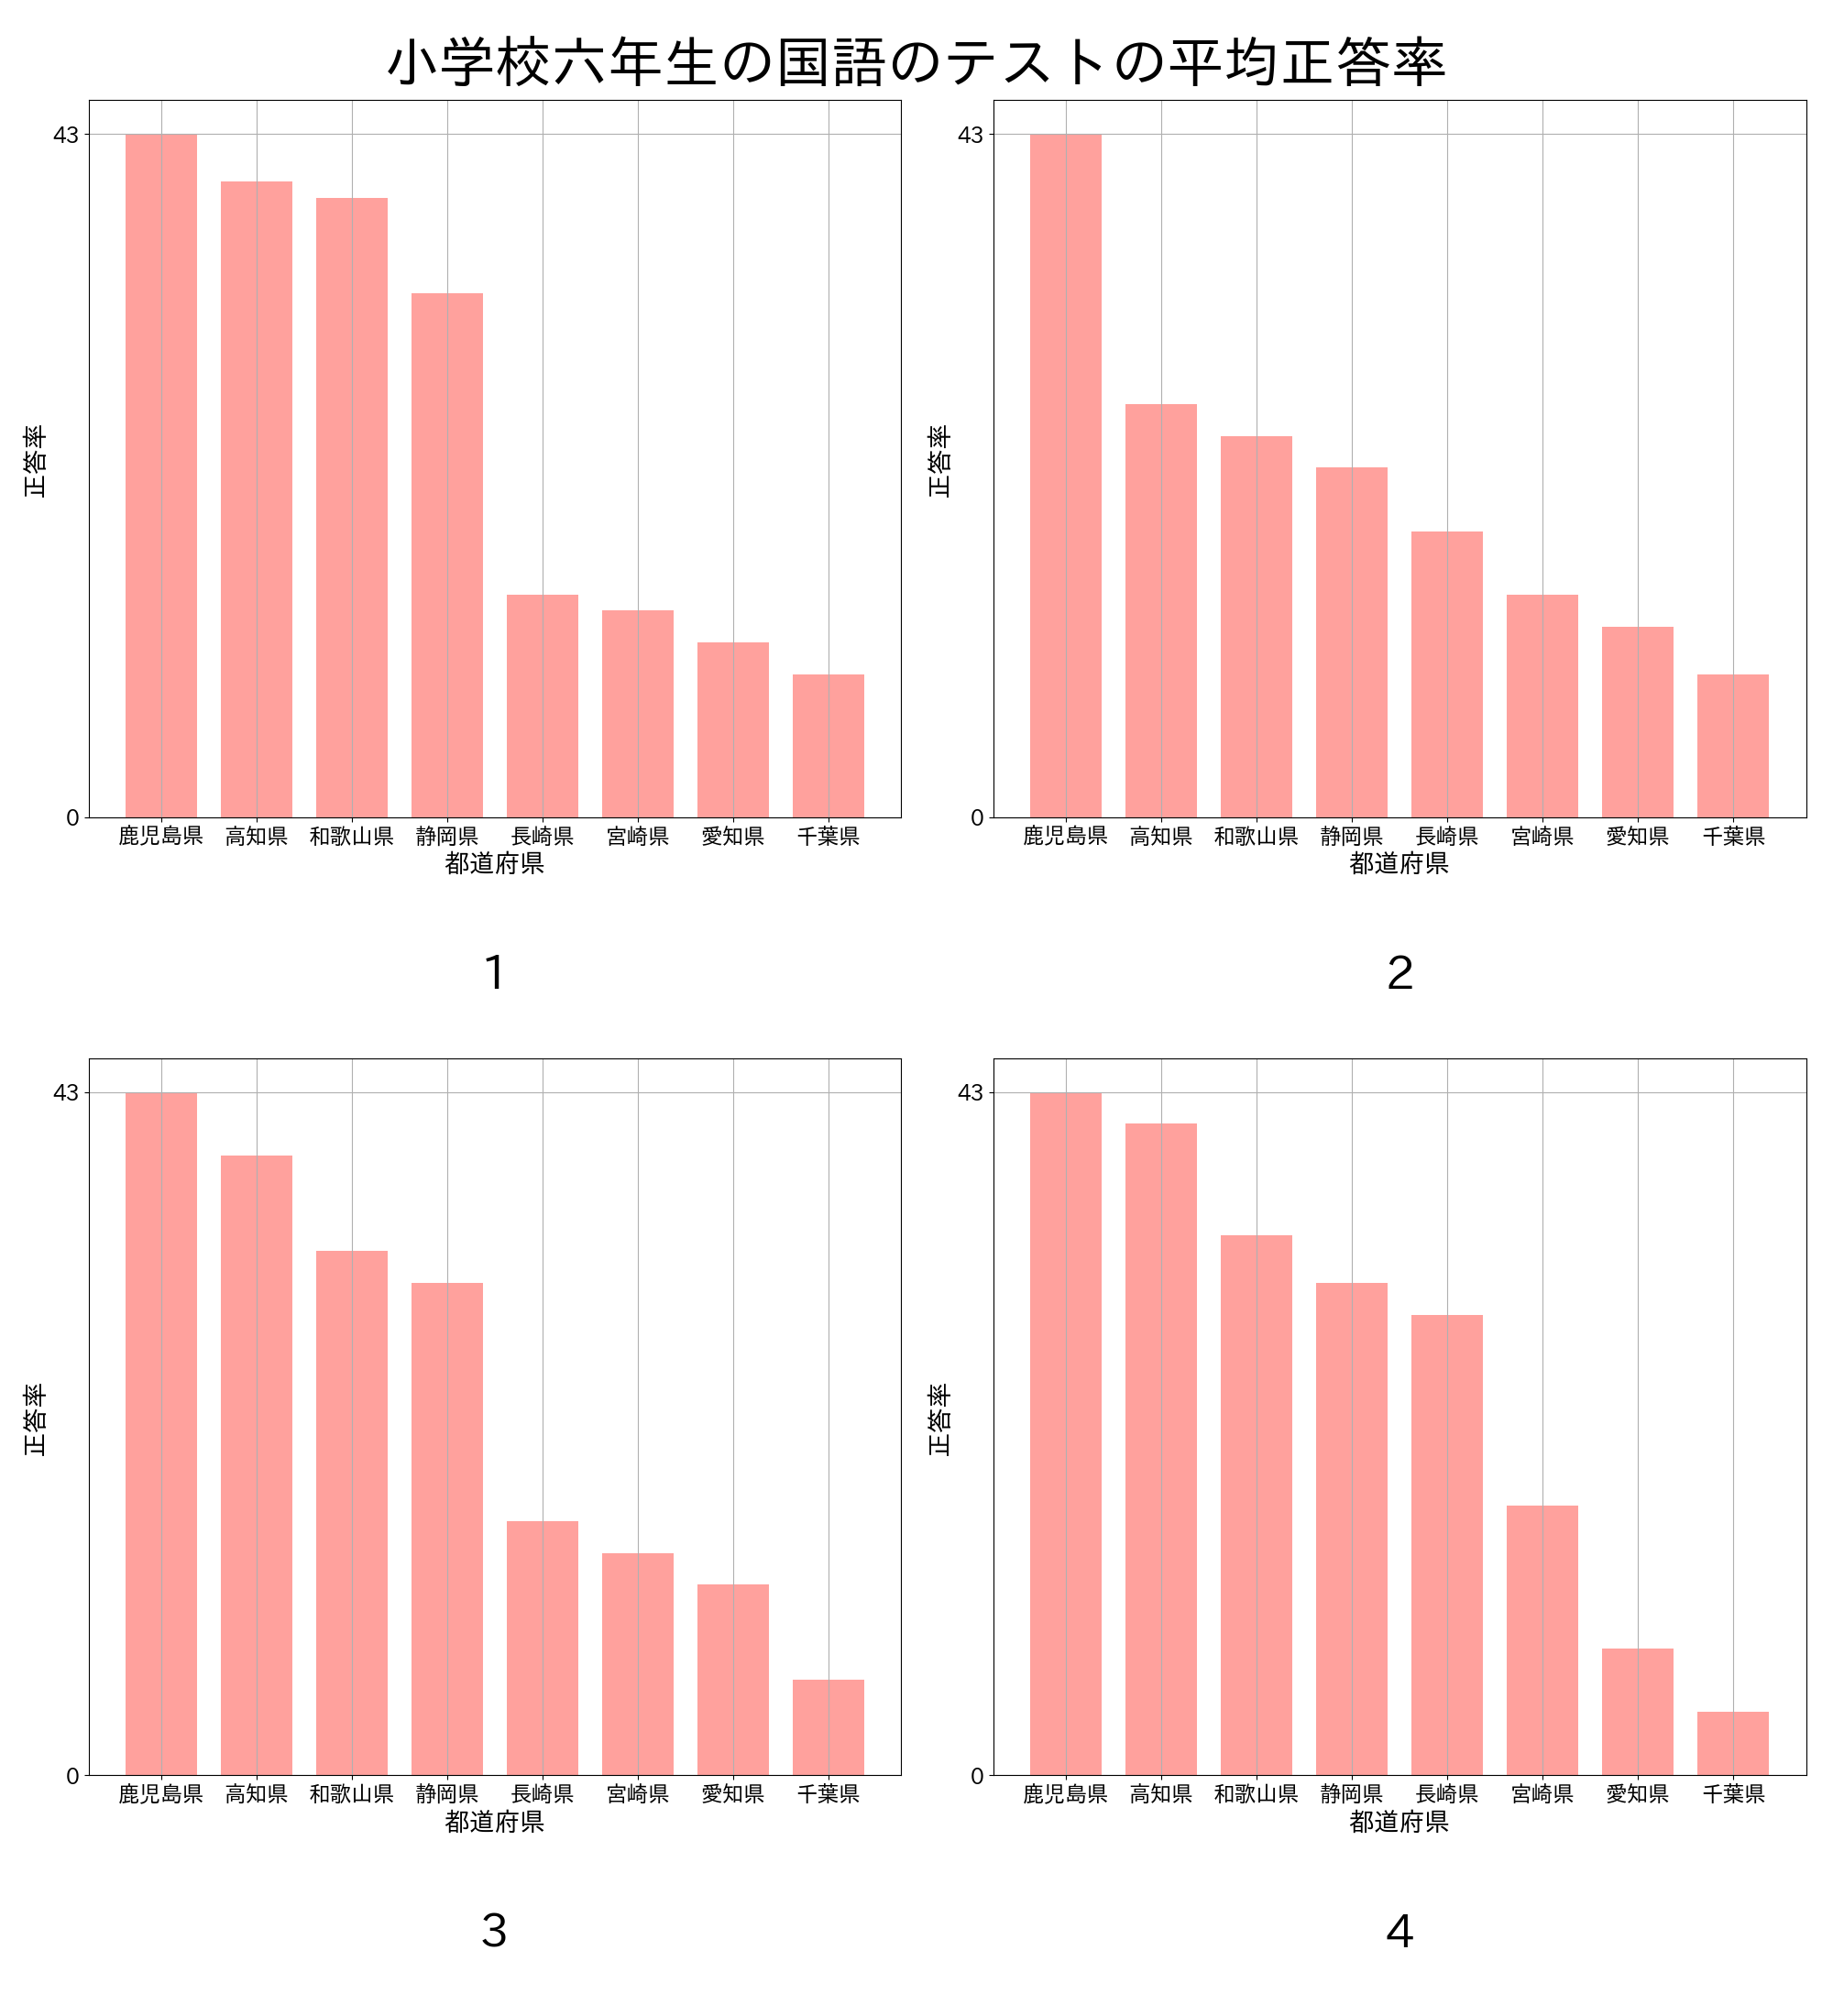 小学校六年生の国語のテストの平均正答率
43
0
正答率
鹿児島県 高知県 和歌山県 静岡県 長崎県 宮崎県 愛知県 千葉県
都道府県
1
43
0
正答率
鹿児島県 高知県 和歌山県 静岡県 長崎県 宮崎県 愛知県 千葉県
都道府県
2
43
0
正答率
鹿児島県 高知県 和歌山県 静岡県 長崎県 宮崎県 愛知県 千葉県
都道府県
3
43
0
正答率
鹿児島県 高知県 和歌山県 静岡県 長崎県 宮崎県 愛知県 千葉県
都道府県
4